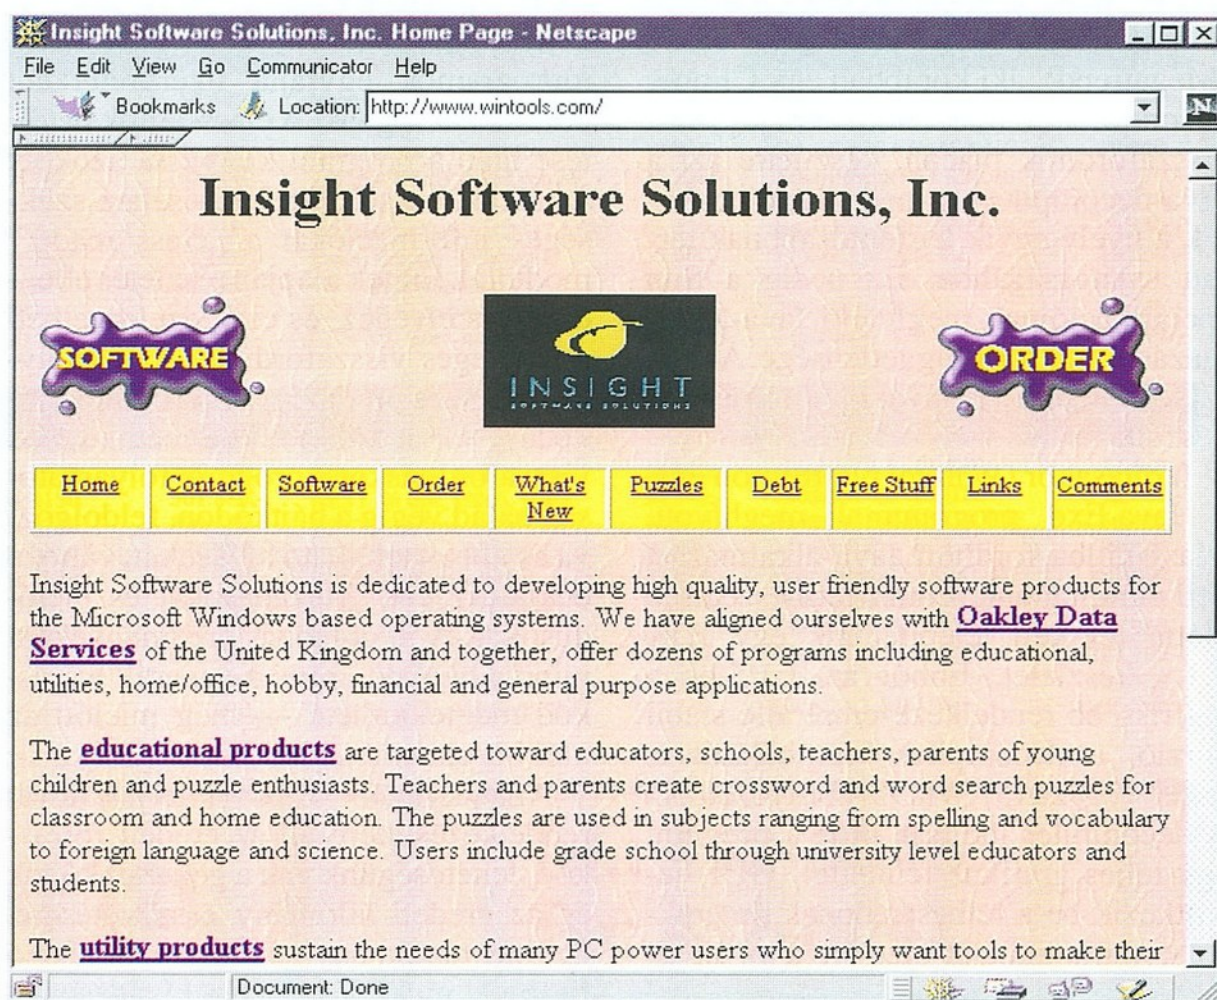 Insight Software Solutions, Inc. Home Page - Netscape
File Edit View Go Communicator Help
Bookmarks Location: http://www.wintools.com/
N
Insight Software Solutions, Inc.
SOFTWARE
INSIGHT
SOFTWARE SOLUTIONS
ORDER
Home Contact Software Order What's New Puzzles Debt Free Stuff Links Comments
Insight Software Solutions is dedicated to developing high quality, user friendly software products for
the Microsoft Windows based operating systems. We have aligned ourselves with Oakley Data
Services of the United Kingdom and together, offer dozens of programs including educational,
utilities, home/office, hobby, financial and general purpose applications.
The educational products are targeted toward educators, schools, teachers, parents of young
children and puzzle enthusiasts. Teachers and parents create crossword and word search puzzles for
classroom and home education. The puzzles are used in subjects ranging from spelling and vocabulary
to foreign language and science. Users include grade school through university level educators and
students.
The utility products sustain the needs of many PC power users who simply want tools to make their
Document: Done